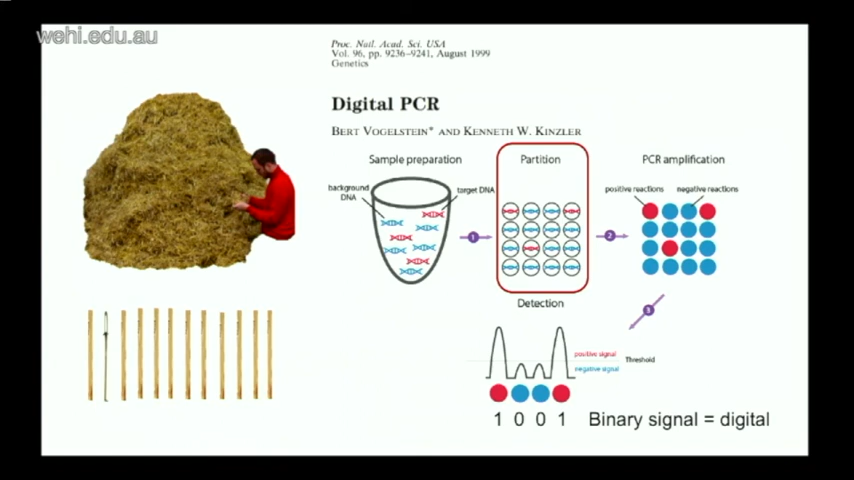 wehi.edu.au
Proc. Natl. Acad. Sci. USA
Vol. 96, pp. 9236–9241, August 1999
Genetics
Digital PCR
BERT VOGELSTEIN* AND KENNETH W. KINZLER
Sample preparation
Partition
PCR amplification
background
DNA
target DNA
positive reactions
negative reactions
1
2
3
Detection
positive signal
negative signal
Threshold
1 0 0 1
Binary signal = digital